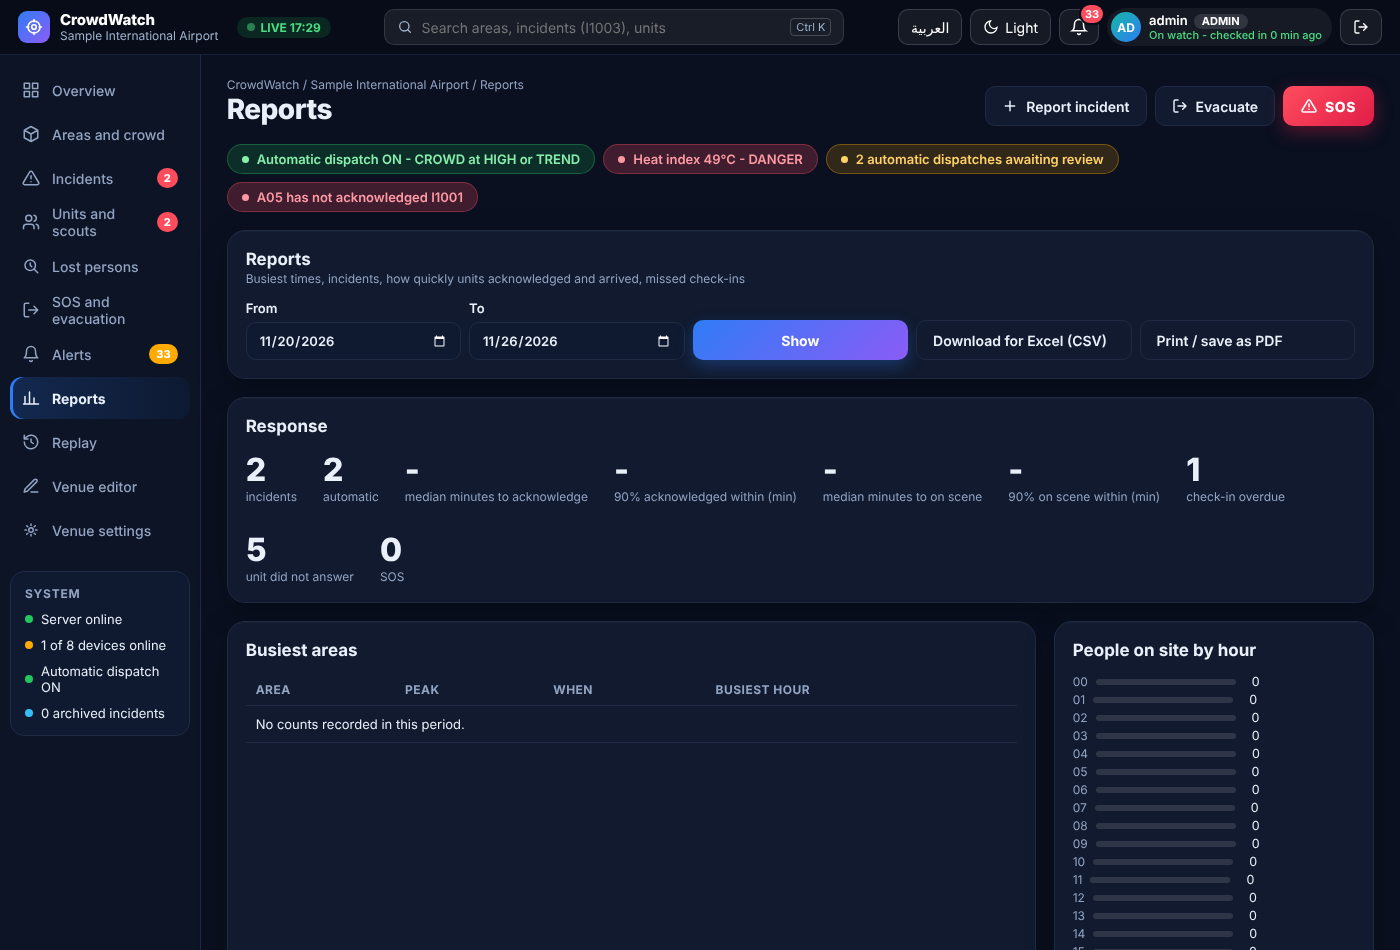 CrowdWatch
Sample International Airport
LIVE 17:29
Search areas, incidents (I1003), units
Ctrl K
العربية
Light
33
AD
admin ADMIN
On watch - checked in 0 min ago
Overview
Areas and crowd
Incidents 2
Units and scouts 2
Lost persons
SOS and evacuation
Alerts 33
Reports
Replay
Venue editor
Venue settings
SYSTEM
Server online
1 of 8 devices online
Automatic dispatch ON
0 archived incidents
CrowdWatch / Sample International Airport / Reports
Reports
Report incident
Evacuate
SOS
Automatic dispatch ON - CROWD at HIGH or TREND
Heat index 49°C - DANGER
2 automatic dispatches awaiting review
A05 has not acknowledged I1001
Reports
Busiest times, incidents, how quickly units acknowledged and arrived, missed check-ins
From
To
11/20/2026
11/26/2026
Show
Download for Excel (CSV)
Print / save as PDF
Response
2 incidents
2 automatic
- median minutes to acknowledge
- 90% acknowledged within (min)
- median minutes to on scene
- 90% on scene within (min)
1 check-in overdue
5 unit did not answer
0 SOS
Busiest areas
AREA PEAK WHEN BUSIEST HOUR
No counts recorded in this period.
People on site by hour
00 0
01 0
02 0
03 0
04 0
05 0
06 0
07 0
08 0
09 0
10 0
11 0
12 0
13 0
14 0